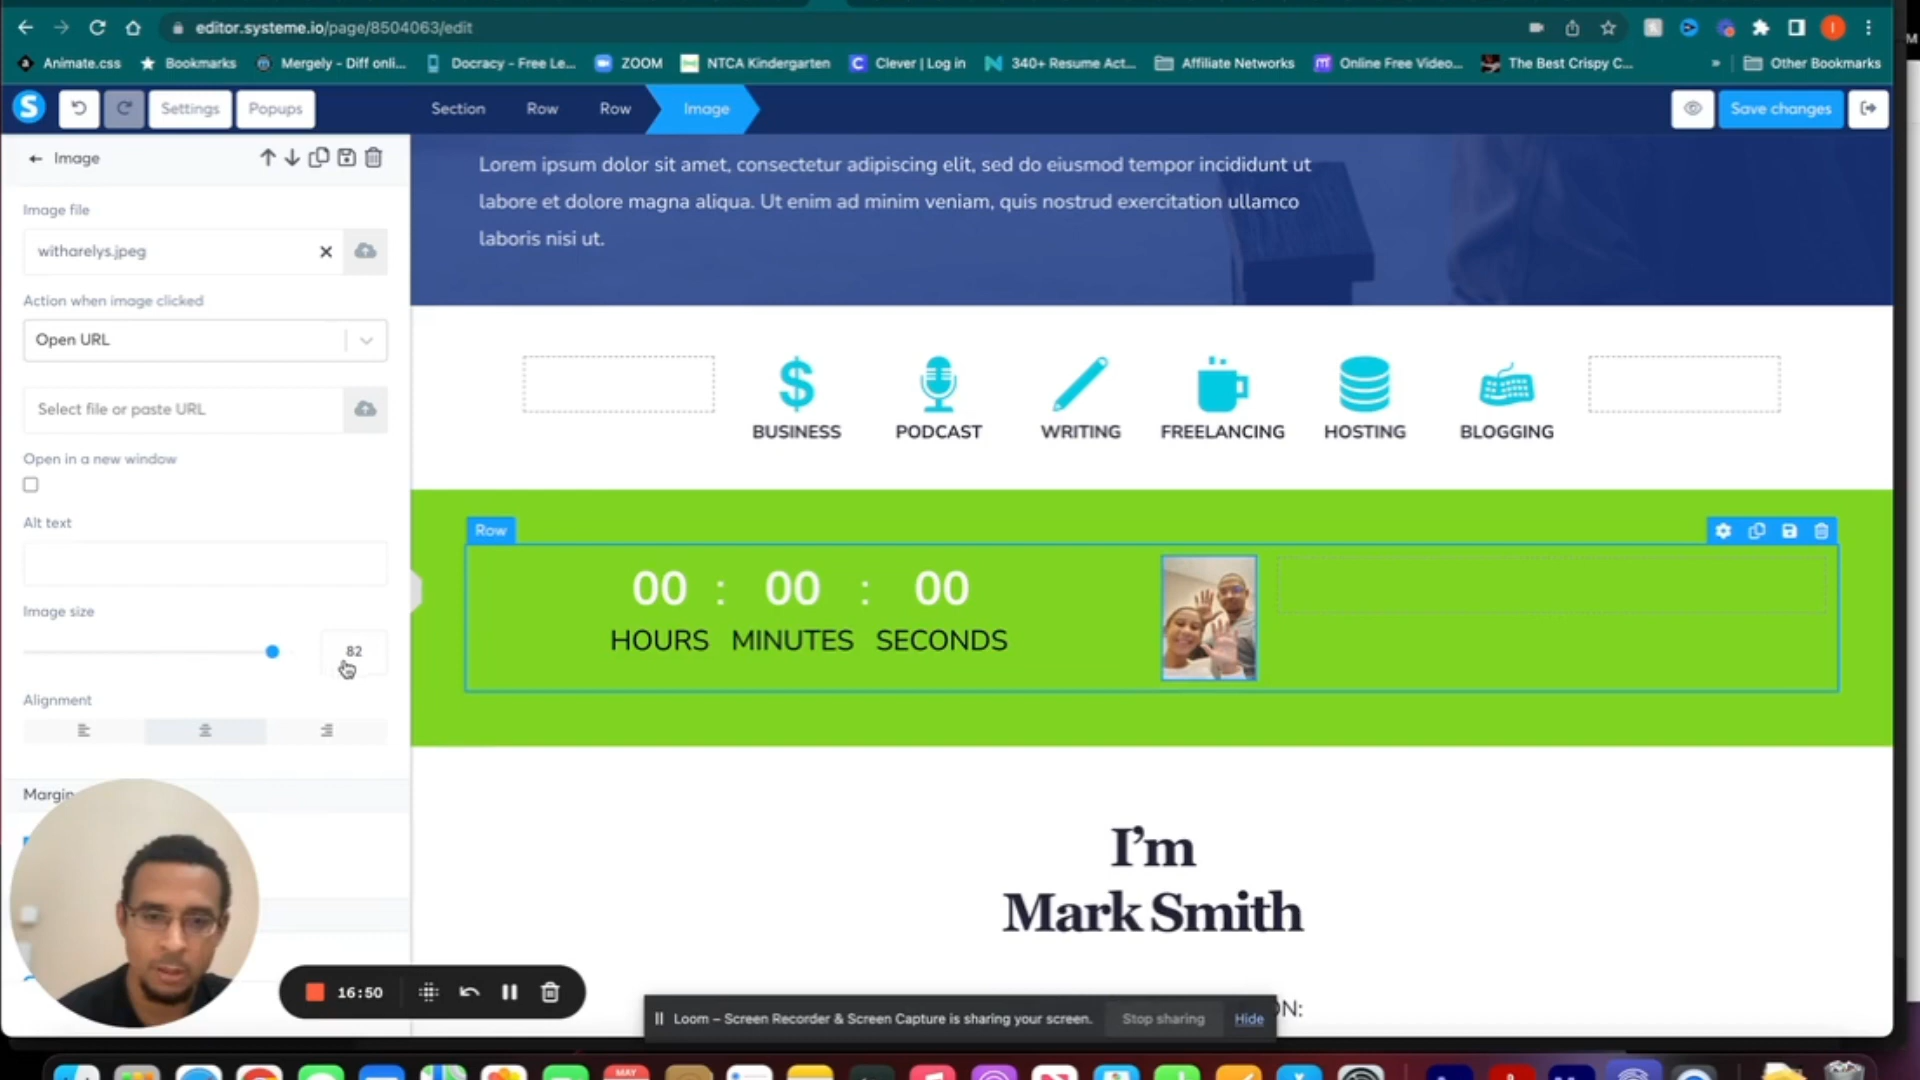 editor.systeme.io/page/8504063/edit
Animate.css
Bookmarks
Mergely - Diff onli...
Docracy - Free Le...
ZOOM
NTCA Kindergarten
Clever | Log in
340+ Resume Act...
Affiliate Networks
Online Free Video...
The Best Crispy C...
»
Other Bookmarks
Settings
Popups
Section
Row
Row
Image
Save changes
Image
Image file
witharelys.jpeg
Action when image clicked
Open URL
Select file or paste URL
Open in a new window
Alt text
Image size
82
Alignment
Margin
Lorem ipsum dolor sit amet, consectetur adipiscing elit, sed do eiusmod tempor incididunt ut
labore et dolore magna aliqua. Ut enim ad minim veniam, quis nostrud exercitation ullamco
laboris nisi ut.
BUSINESS
PODCAST
WRITING
FREELANCING
HOSTING
BLOGGING
Row
00 : 00 : 00
HOURS MINUTES SECONDS
I'm
Mark Smith
ON:
16:50
Loom – Screen Recorder & Screen Capture is sharing your screen.
Stop sharing
Hide
MAY